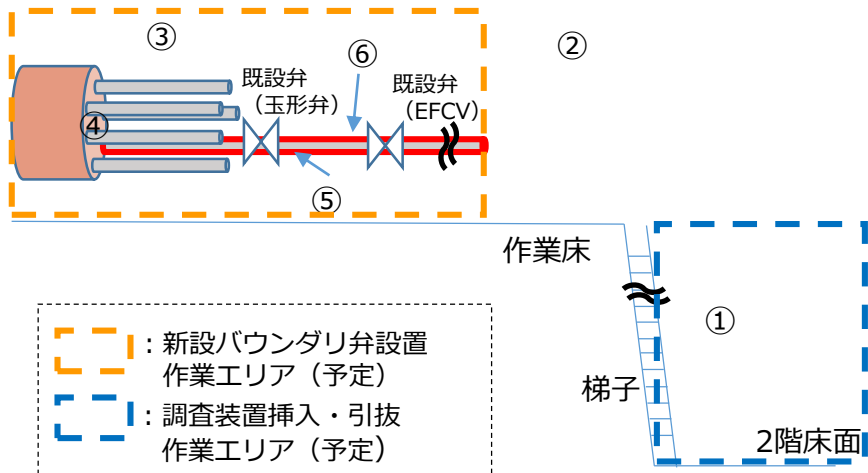 ③
②
⑥
既設弁
（玉形弁）
既設弁
（EFCV）
④
⑤
作業床
①
梯子
2階床面
：新設バウンダリ弁設置
作業エリア（予定）
：調査装置挿入・引抜
作業エリア（予定）